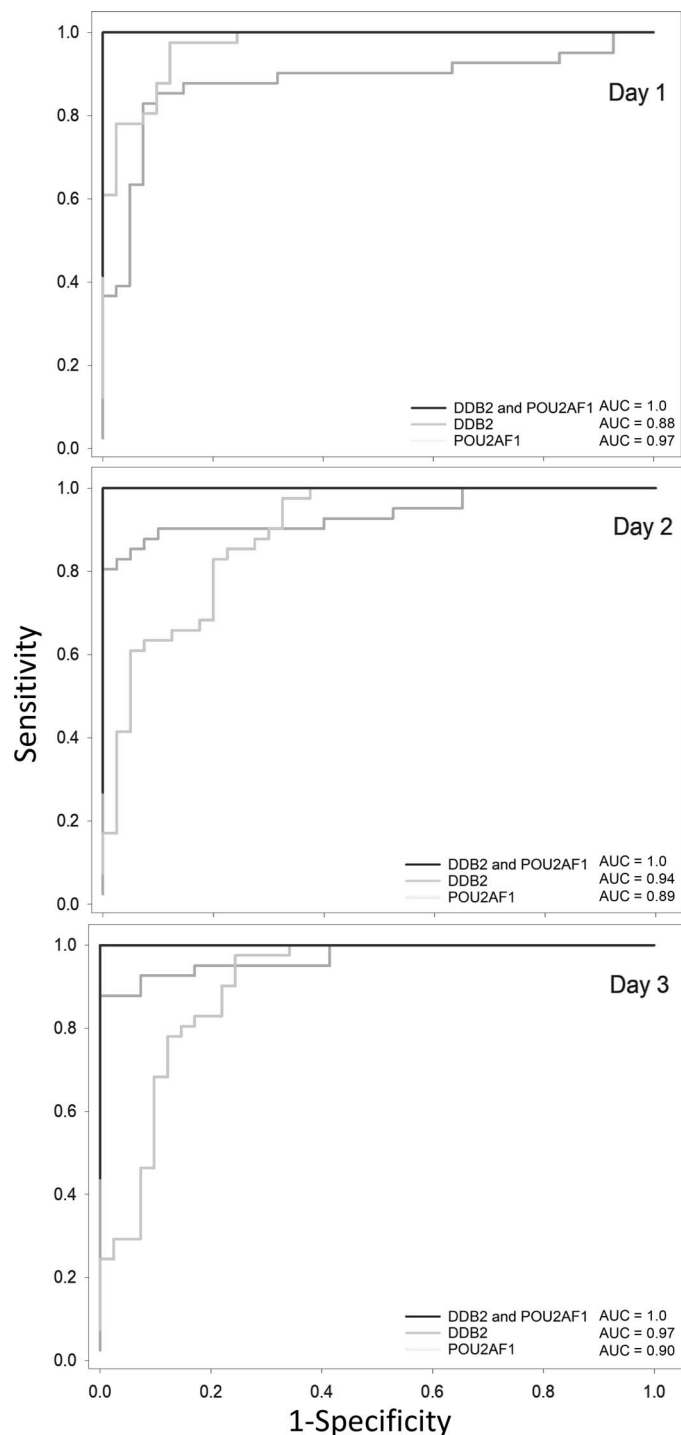 1.0
0.8
0.6
0.4
0.2
0.0
Day 1
DDB2 and POU2AF1 AUC = 1.0
DDB2 AUC = 0.88
POU2AF1 AUC = 0.97
1.0
0.8
0.6
0.4
0.2
0.0
Day 2
DDB2 and POU2AF1 AUC = 1.0
DDB2 AUC = 0.94
POU2AF1 AUC = 0.89
Sensitivity
1.0
0.8
0.6
0.4
0.2
0.0
Day 3
DDB2 and POU2AF1 AUC = 1.0
DDB2 AUC = 0.97
POU2AF1 AUC = 0.90
0.0 0.2 0.4 0.6 0.8 1.0
1-Specificity